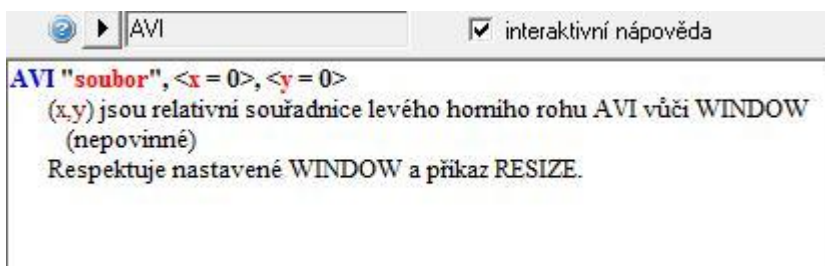 AVI interaktivní nápověda
AVI "soubor", <x = 0>, <y = 0>
(x,y) jsou relativní souřadnice levého horního rohu AVI vůči WINDOW
(nepovinné)
Respektuje nastavené WINDOW a příkaz RESIZE.